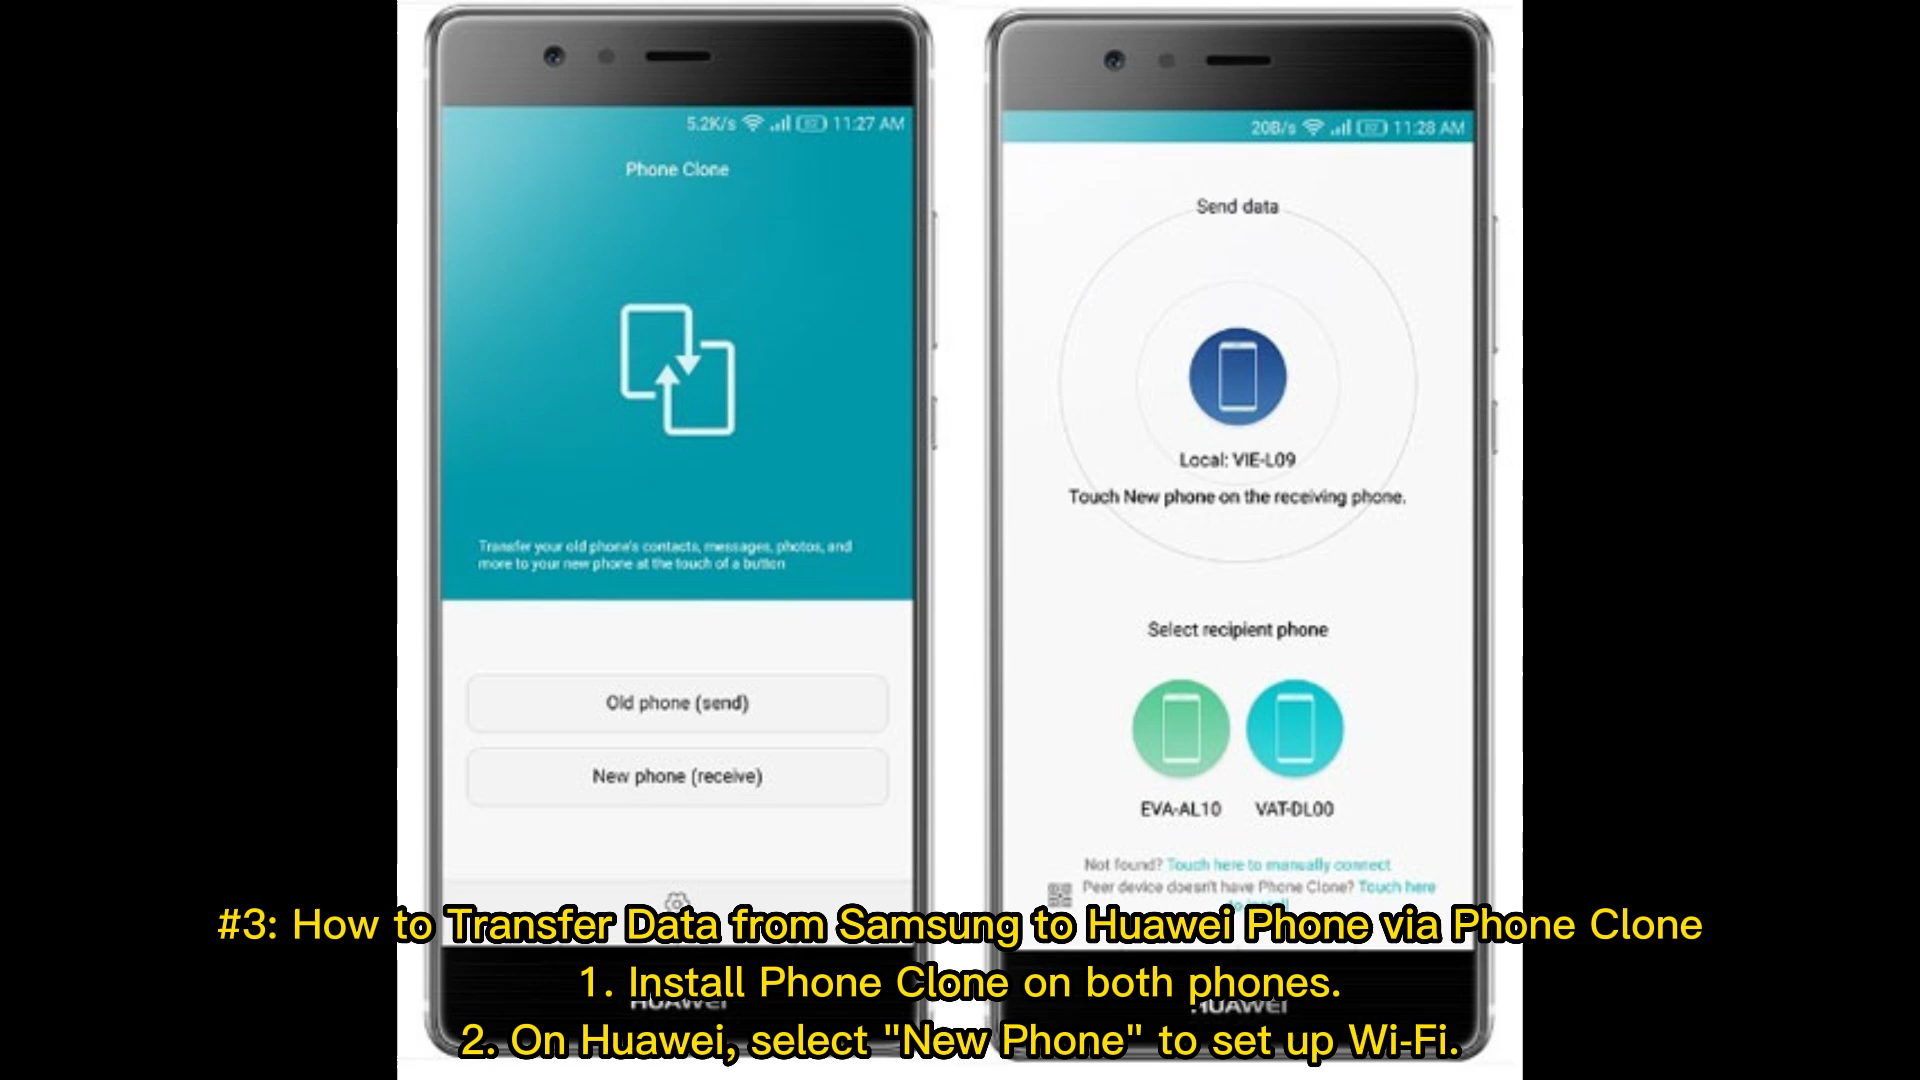 5.2K/s 11:27 AM
Phone Clone
Transfer your old phone's contacts, messages, photos, and
more to your new phone at the touch of a button
Old phone (send)
New phone (receive)
HUAWEI
20B/s 11:28 AM
Send data
Local: VIE-L09
Touch New phone on the receiving phone.
Select recipient phone
EVA-AL10 VAT-DL00
Not found? Touch here to manually connect
Peer device doesn't have Phone Clone? Touch here
to install
HUAWEI
#3: How to Transfer Data from Samsung to Huawei Phone via Phone Clone
1. Install Phone Clone on both phones.
2. On Huawei, select "New Phone" to set up Wi-Fi.